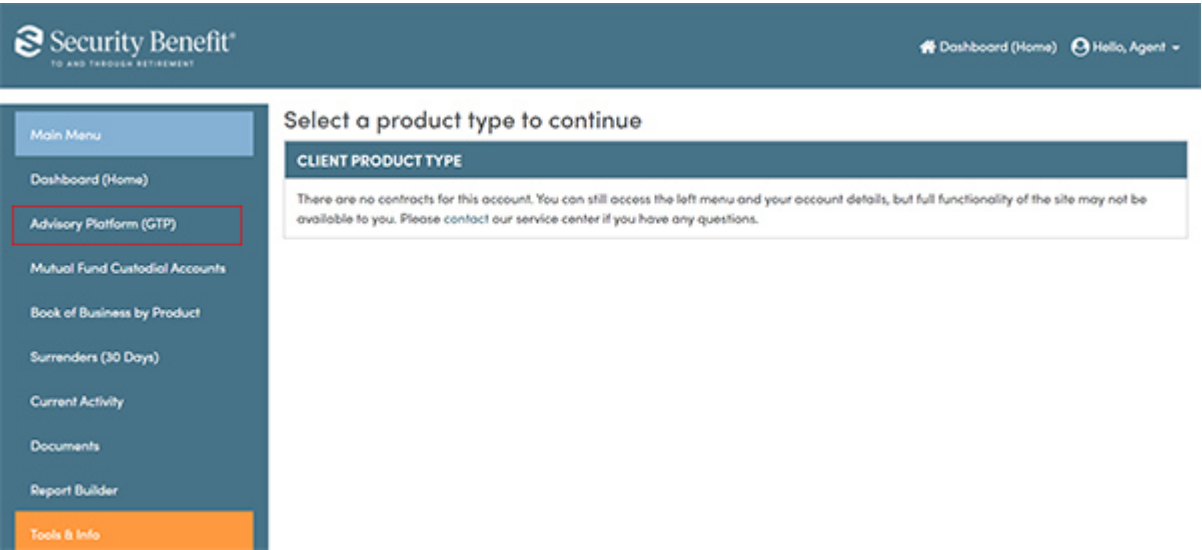 Security Benefit®
TO AND THROUGH RETIREMENT
Dashboard (Home) Hello, Agent
Main Menu
Dashboard (Home)
Advisory Platform (GTP)
Mutual Fund Custodial Accounts
Book of Business by Product
Surrenders (30 Days)
Current Activity
Documents
Report Builder
Tools & Info
Select a product type to continue
CLIENT PRODUCT TYPE
There are no contracts for this account. You can still access the left menu and your account details, but full functionality of the site may not be
available to you. Please contact our service center if you have any questions.